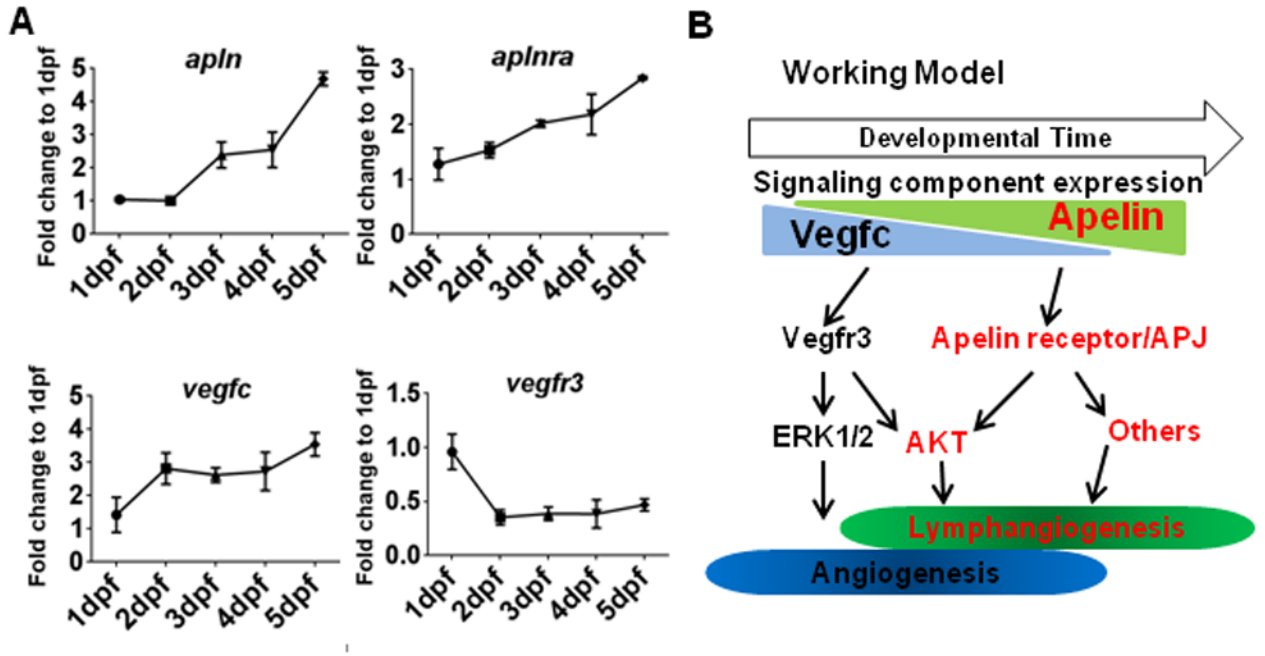 A
apln
Fold change to 1dpf
5
4
3
2
1
0
1dpf
2dpf
3dpf
4dpf
5dpf
aplnra
Fold change to 1dpf
3
2
1
0
1dpf
2dpf
3dpf
4dpf
5dpf
vegfc
Fold change to 1dpf
5
4
3
2
1
0
1dpf
2dpf
3dpf
4dpf
5dpf
vegfr3
Fold change to 1dpf
1.5
1.0
0.5
0.0
1dpf
2dpf
3dpf
4dpf
5dpf
B
Working Model
Developmental Time
Signaling component expression
Vegfc
Apelin
Vegfr3
Apelin receptor/APJ
ERK1/2
AKT
Others
Lymphangiogenesis
Angiogenesis